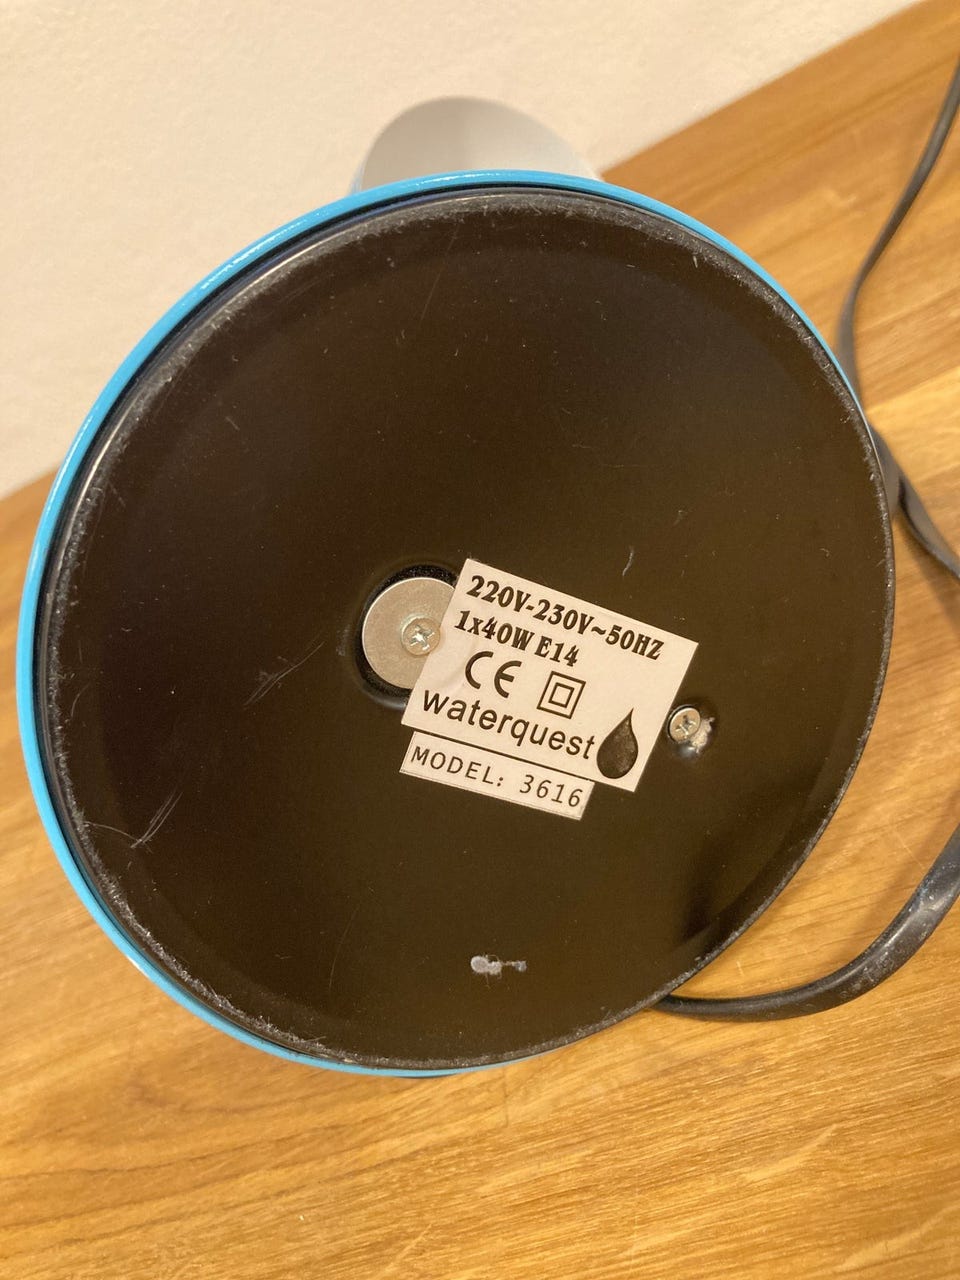 220V-230V~50HZ
1x40W E14
CE
waterquest
MODEL: 3616